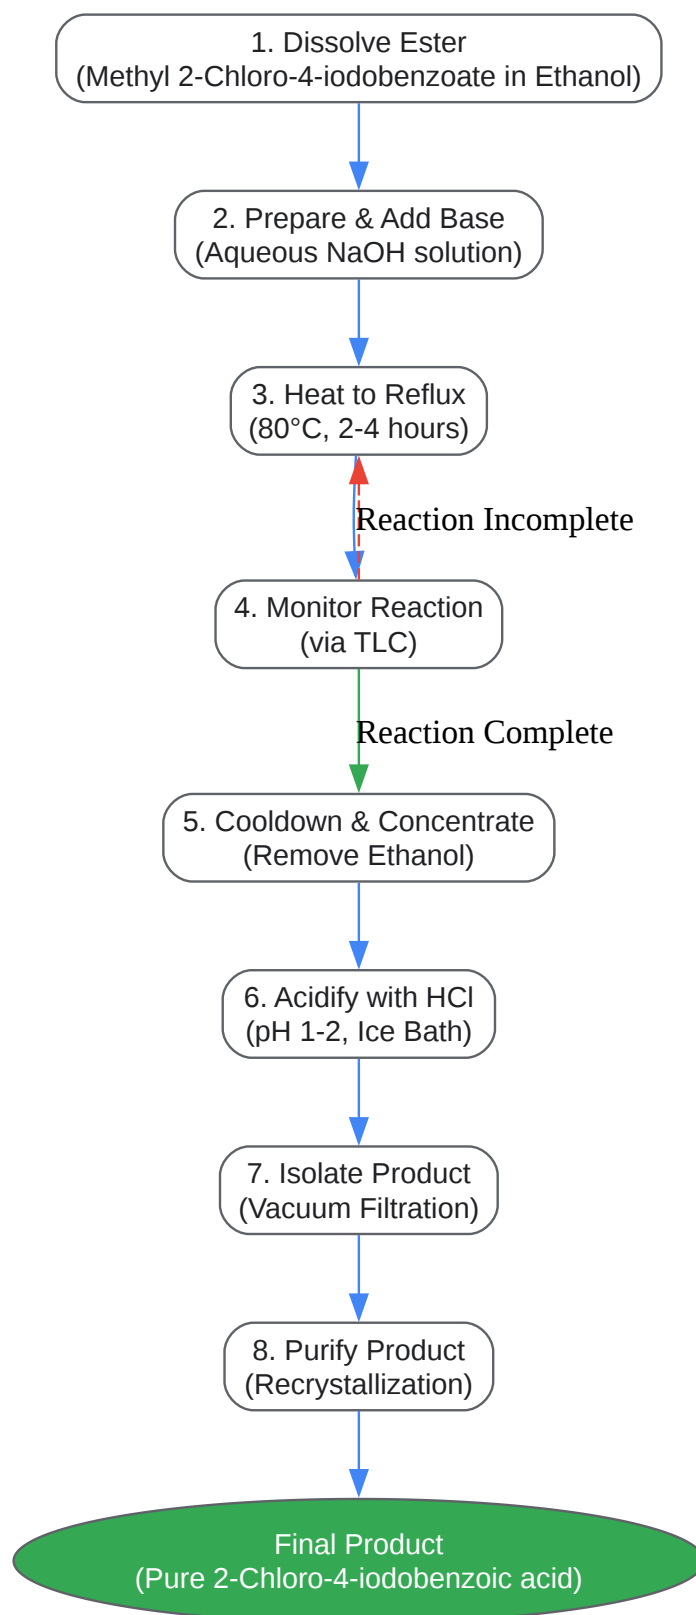 1. Dissolve Ester
(Methyl 2-Chloro-4-iodobenzoate in Ethanol)
2. Prepare & Add Base
(Aqueous NaOH solution)
3. Heat to Reflux
(80°C, 2-4 hours)
Reaction Incomplete
4. Monitor Reaction
(via TLC)
Reaction Complete
5. Cooldown & Concentrate
(Remove Ethanol)
6. Acidify with HCl
(pH 1-2, Ice Bath)
7. Isolate Product
(Vacuum Filtration)
8. Purify Product
(Recrystallization)
Final Product
(Pure 2-Chloro-4-iodobenzoic acid)